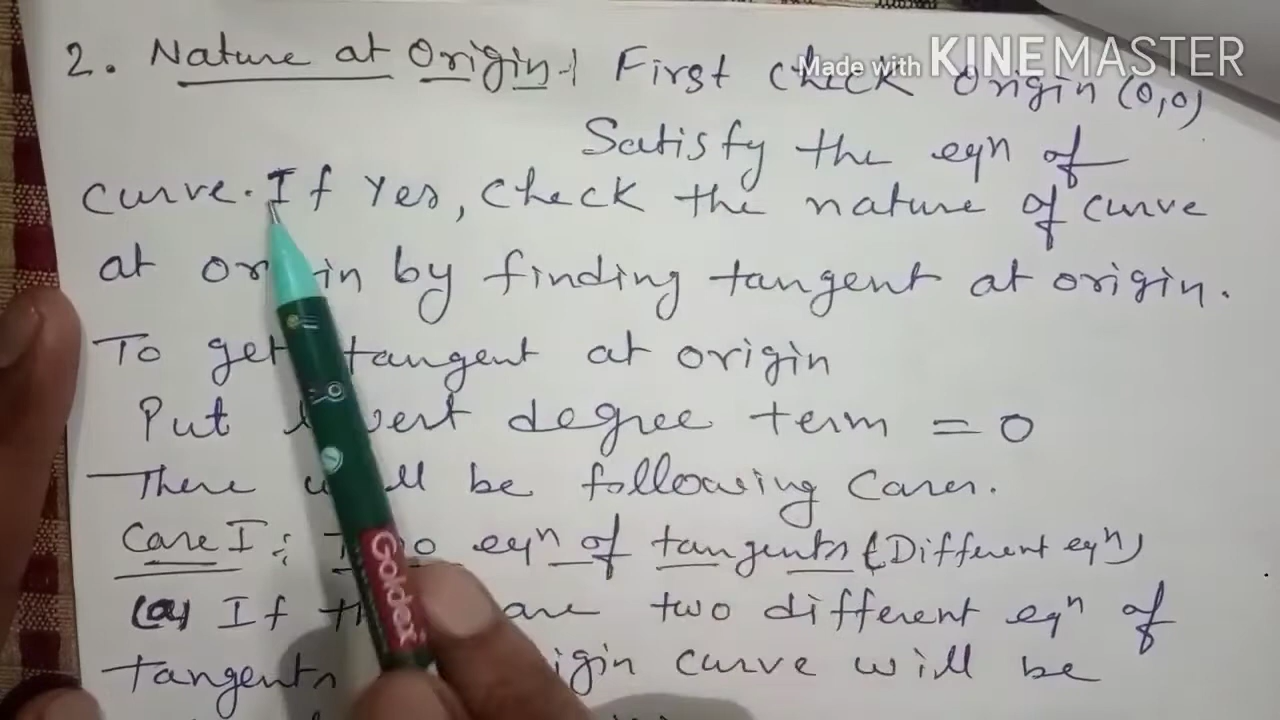 2. Nature at Origin :- First check origin (0,0)
Made with KINEMASTER
Satisfy the eqn of
curve. If Yes, check the nature of curve
at in by finding tangent at origin.
To get tangent at origin
Put degree term = 0
There be following Cases.
Case I : eqn of tangents (Different eqn)
(a) If are two different eqn of
Tangents curve will be
Goldex